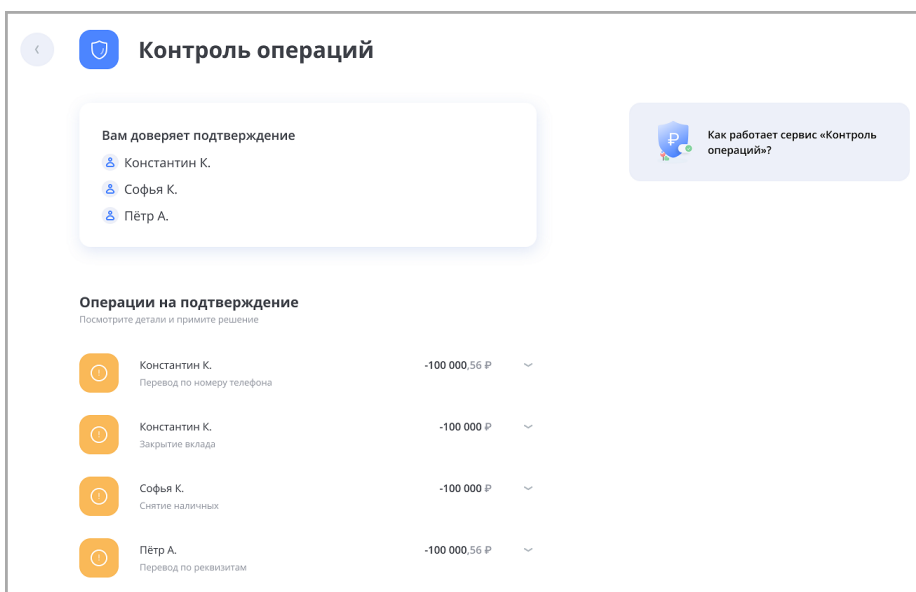 Контроль операций
Вам доверяет подтверждение
Константин К.
Софья К.
Пётр А.
Как работает сервис «Контроль
операций»?
Операции на подтверждение
Посмотрите детали и примите решение
Константин К.
-100 000,56 ₽
Перевод по номеру телефона
Константин К.
-100 000 ₽
Закрытие вклада
Софья К.
-100 000 ₽
Снятие наличных
Пётр А.
-100 000,56 ₽
Перевод по реквизитам